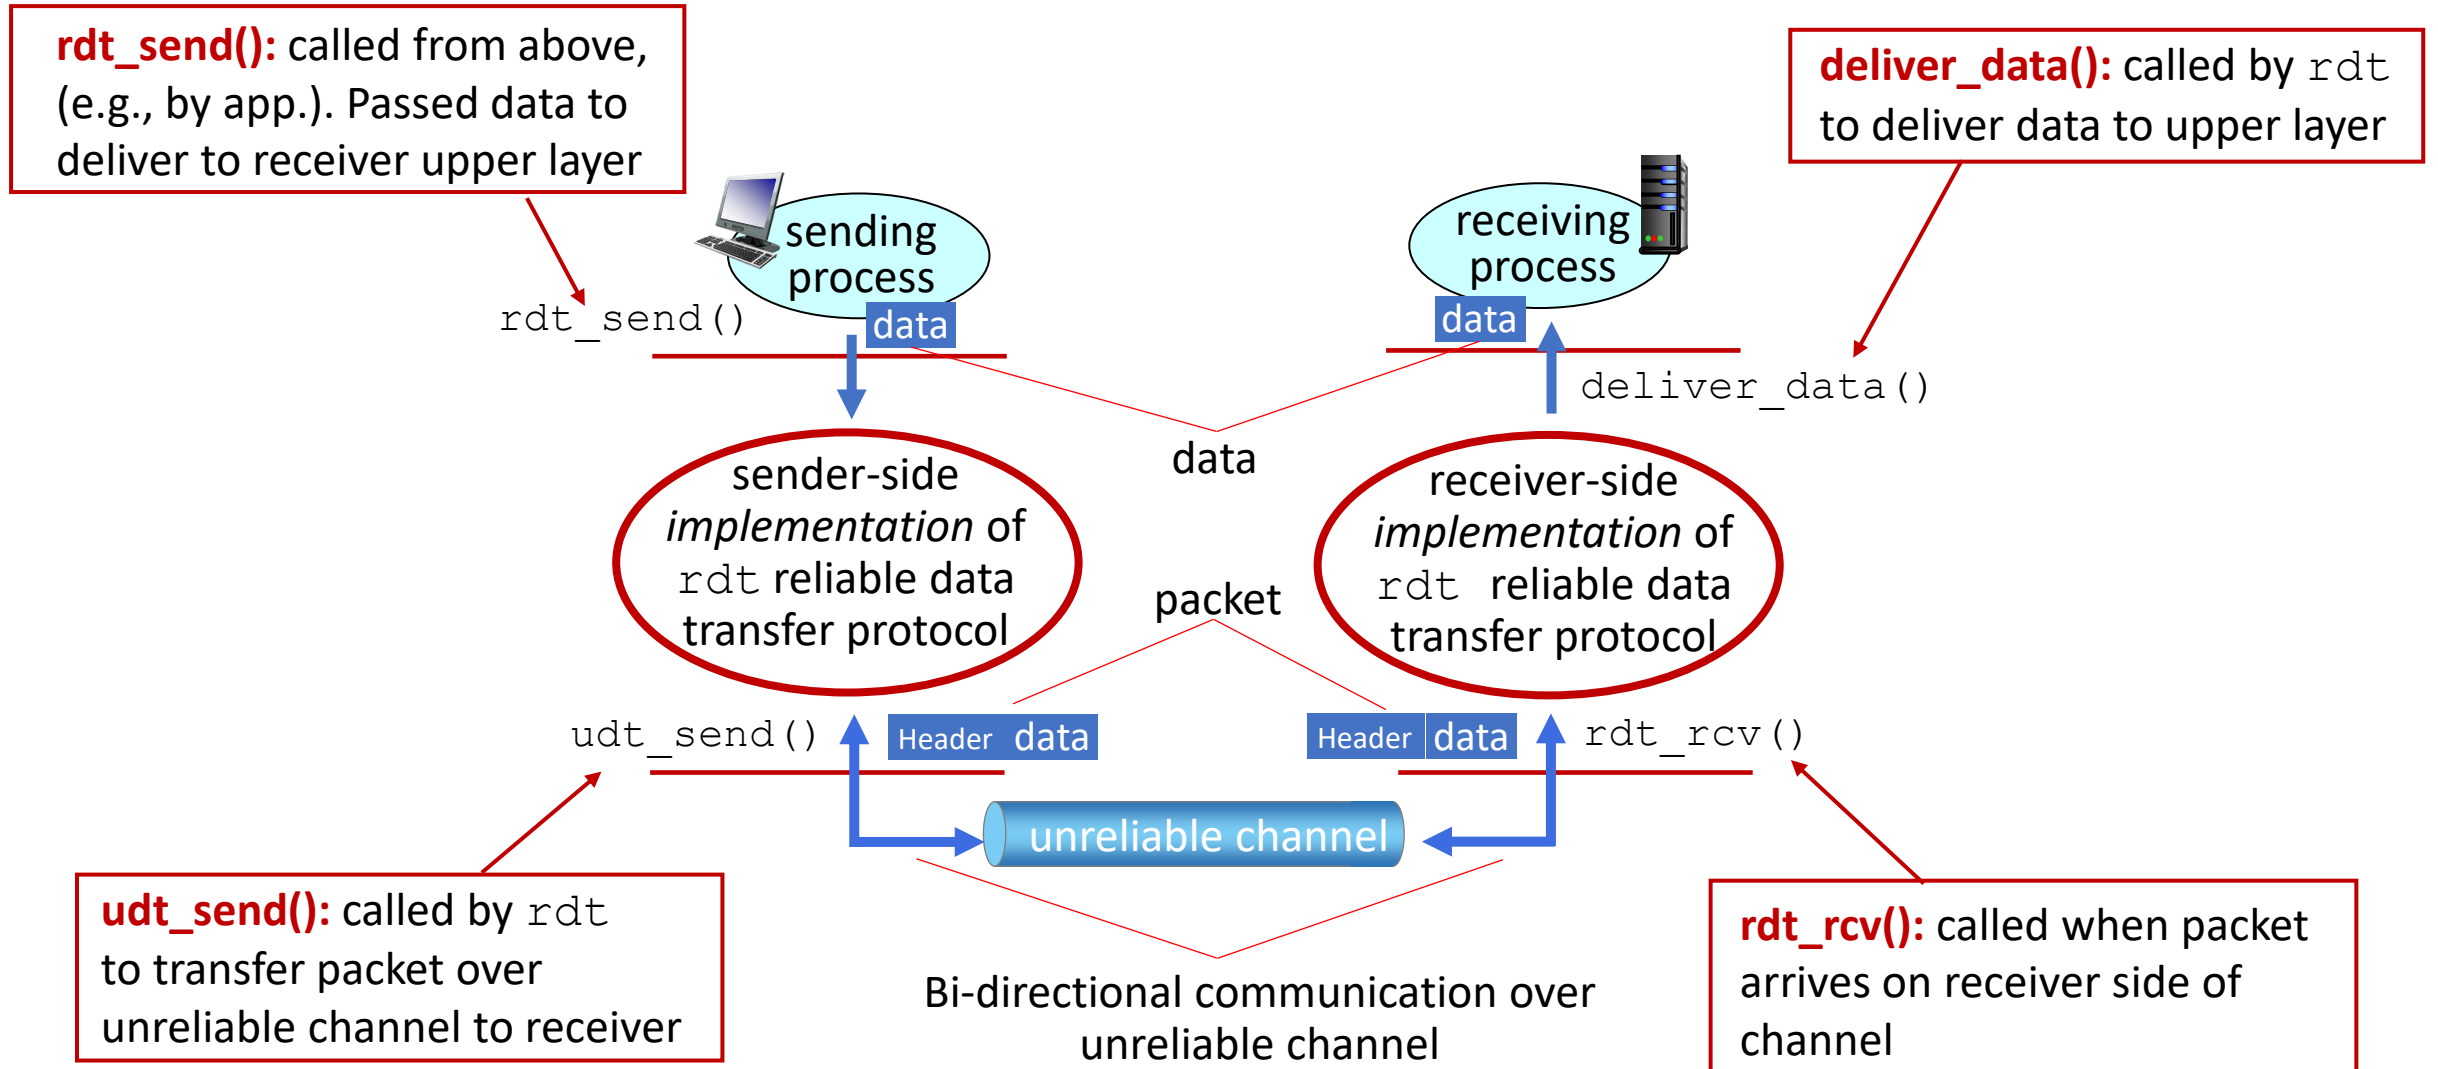 rdt_send(): called from above,
(e.g., by app.). Passed data to
deliver to receiver upper layer
deliver_data(): called by rdt
to deliver data to upper layer
sending
process
receiving
process
rdt_send()
data
data
deliver_data()
data
sender-side
implementation of
rdt reliable data
transfer protocol
receiver-side
implementation of
rdt reliable data
transfer protocol
packet
udt_send()
Header data
Header data
rdt_rcv()
unreliable channel
udt_send(): called by rdt
to transfer packet over
unreliable channel to receiver
Bi-directional communication over
unreliable channel
rdt_rcv(): called when packet
arrives on receiver side of
channel